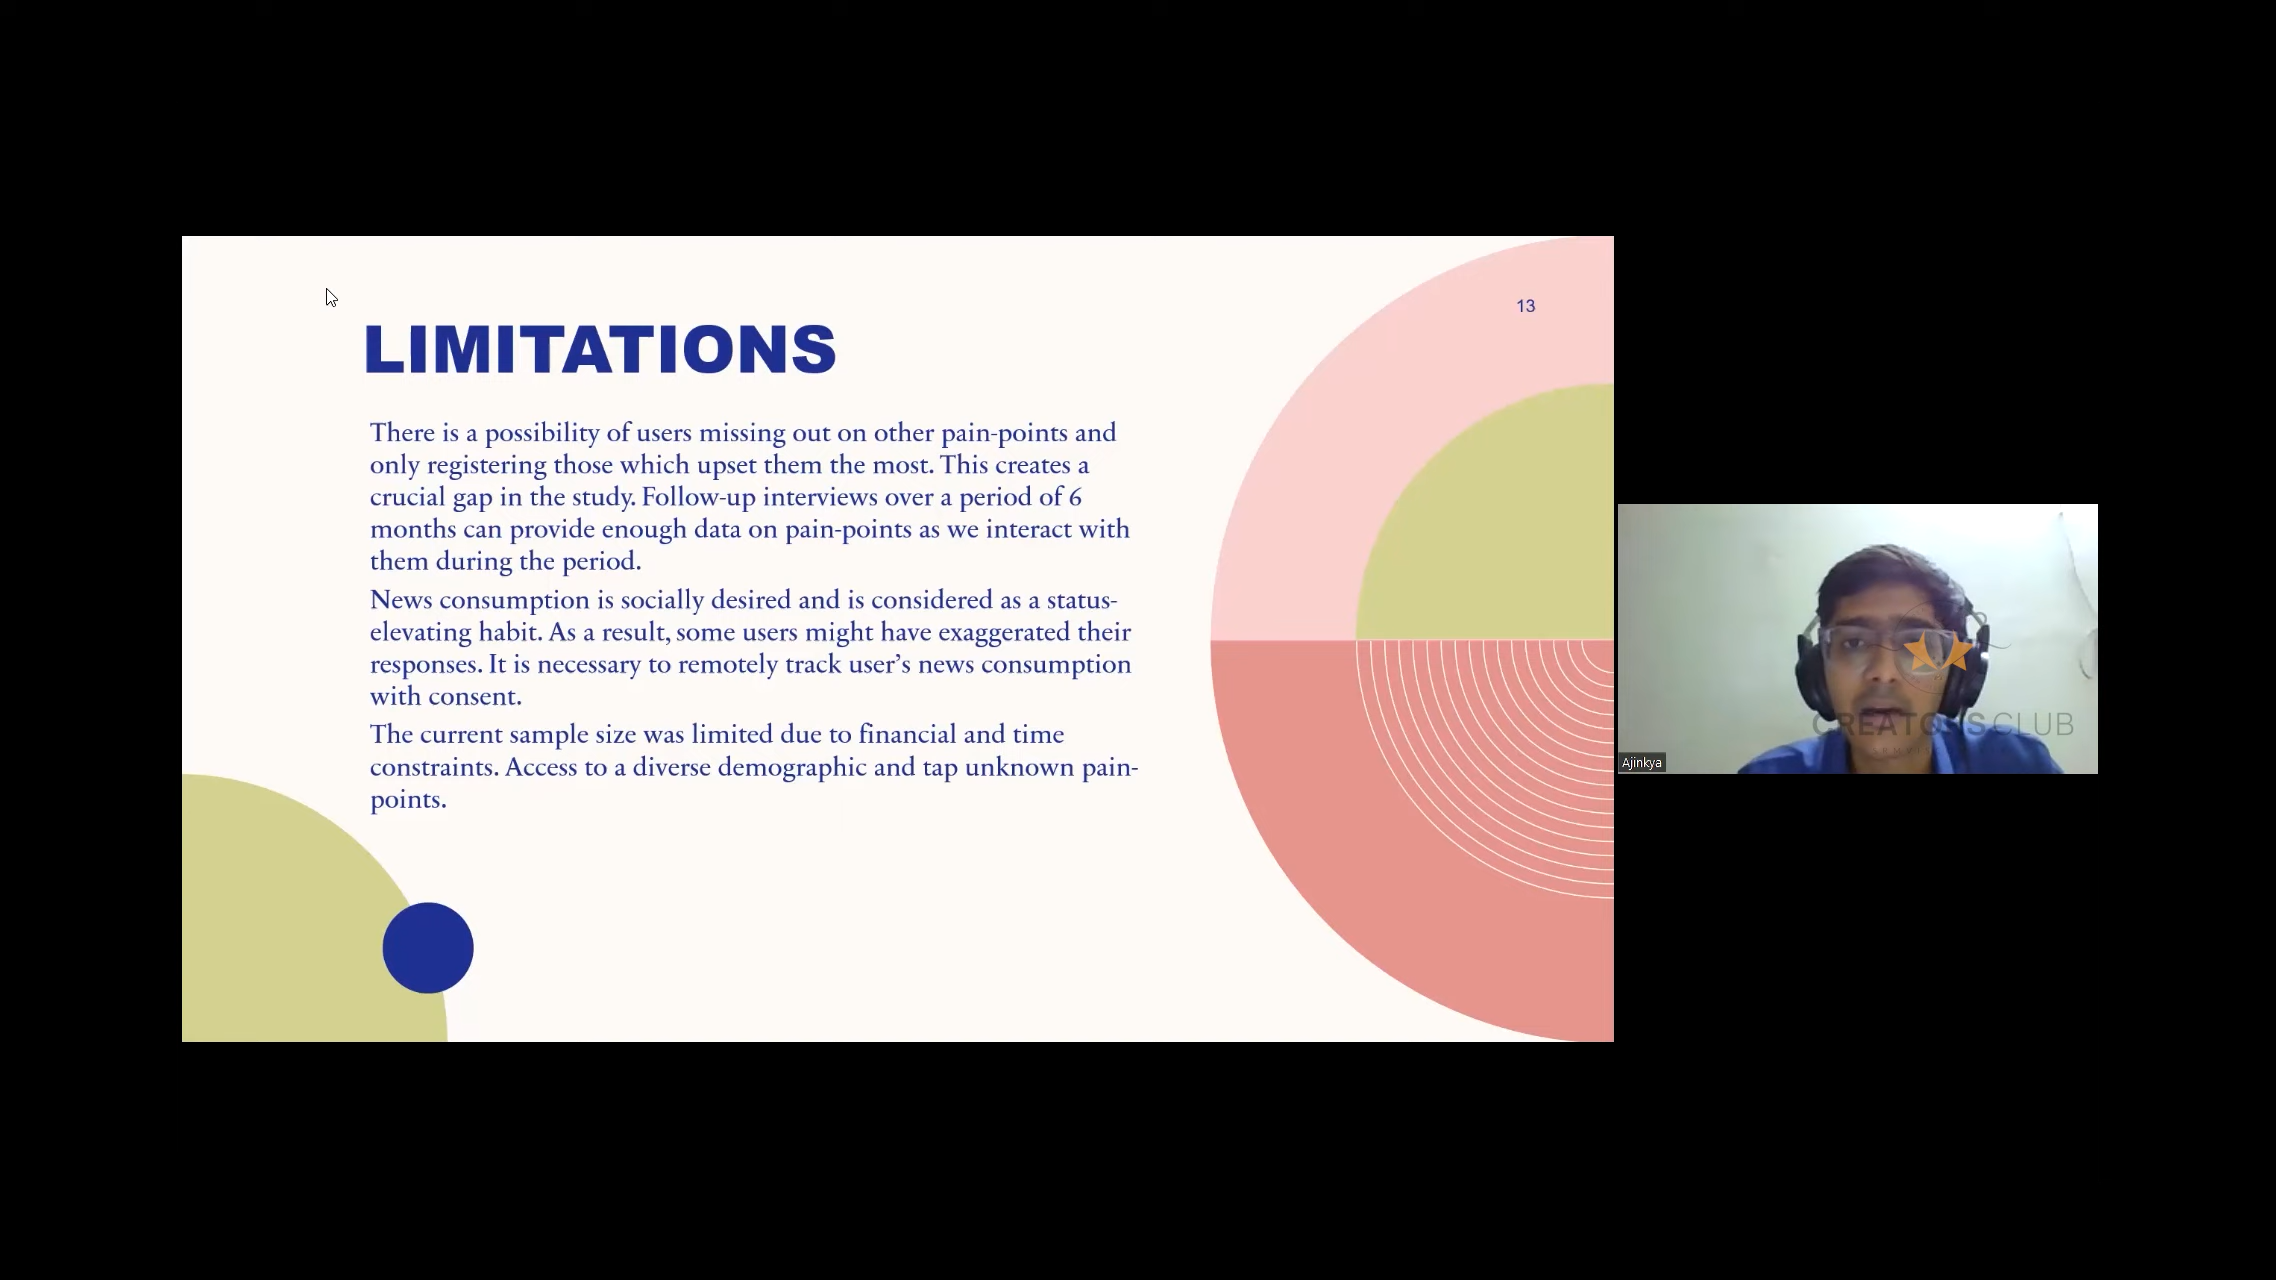 13
LIMITATIONS
There is a possibility of users missing out on other pain-points and
only registering those which upset them the most. This creates a
crucial gap in the study. Follow-up interviews over a period of 6
months can provide enough data on pain-points as we interact with
them during the period.
News consumption is socially desired and is considered as a status-
elevating habit. As a result, some users might have exaggerated their
responses. It is necessary to remotely track user’s news consumption
with consent.
The current sample size was limited due to financial and time
constraints. Access to a diverse demographic and tap unknown pain-
points.
CREATORS CLUB
Ajinkya